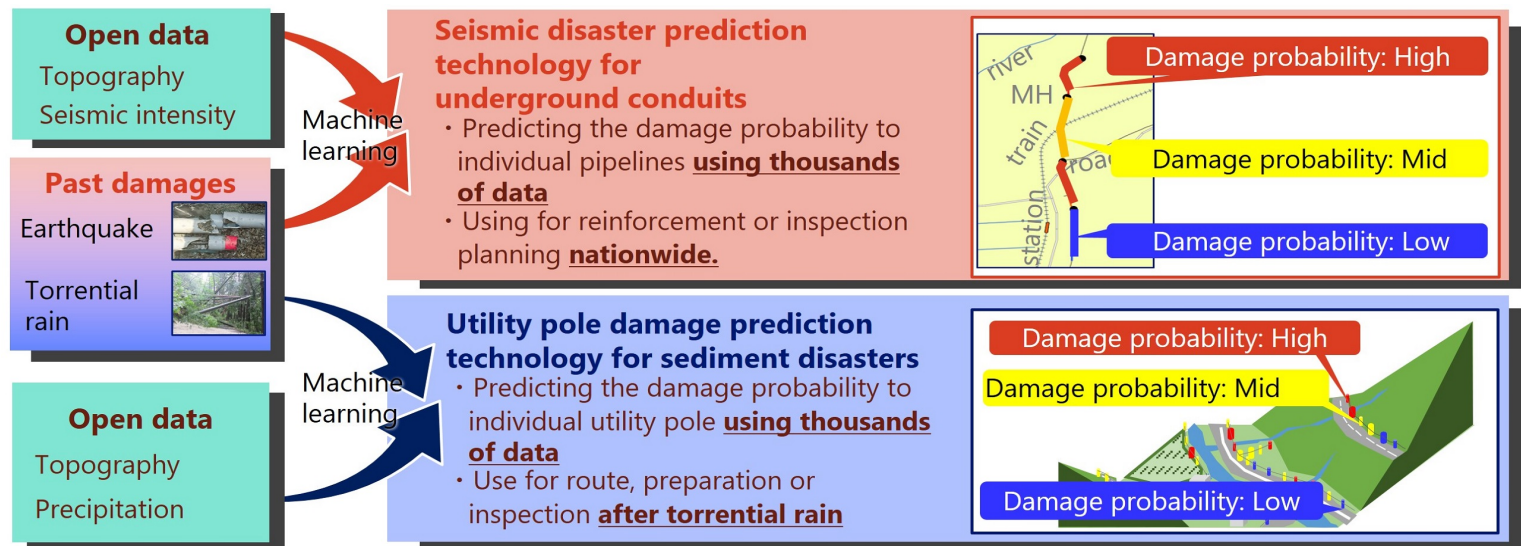 Open data
Topography
Seismic intensity
Past damages
Earthquake
Torrential
rain
Open data
Topography
Precipitation
Machine
learning
Machine
learning
Seismic disaster prediction
technology for
underground conduits
・Predicting the damage probability to
individual pipelines using thousands
of data
・Using for reinforcement or inspection
planning nationwide.
river
MH
train
road
station
Damage probability: High
Damage probability: Mid
Damage probability: Low
Utility pole damage prediction
technology for sediment disasters
・Predicting the damage probability to
individual utility pole using thousands
of data
・Use for route, preparation or
inspection after torrential rain
Damage probability: High
Damage probability: Mid
Damage probability: Low